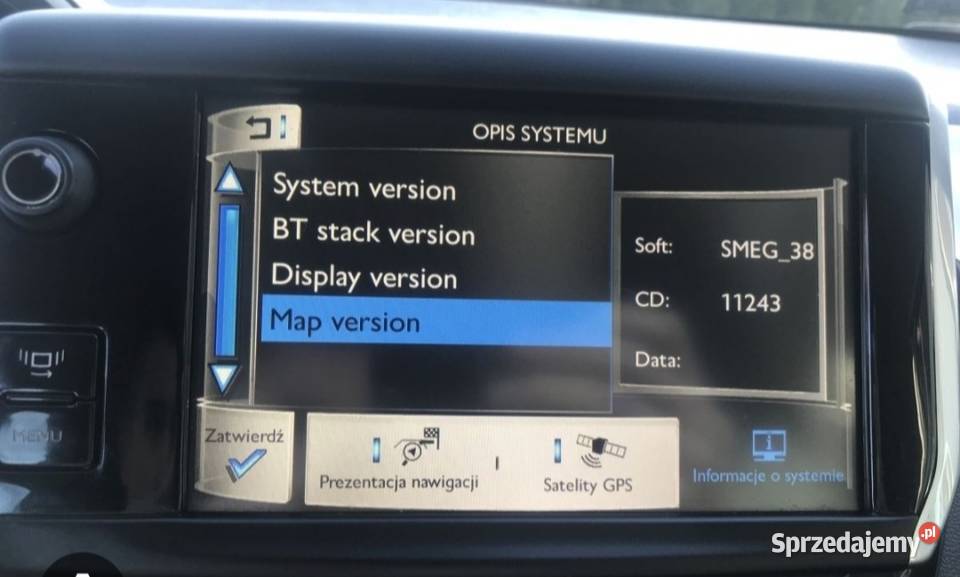 OPIS SYSTEMU
System version
BT stack version
Display version
Map version
Soft: SMEG_38
CD: 11243
Data:
MENU
Zatwierdź
Prezentacja nawigacji
Satelity GPS
Informacje o systemie
Sprzedajemy.pl